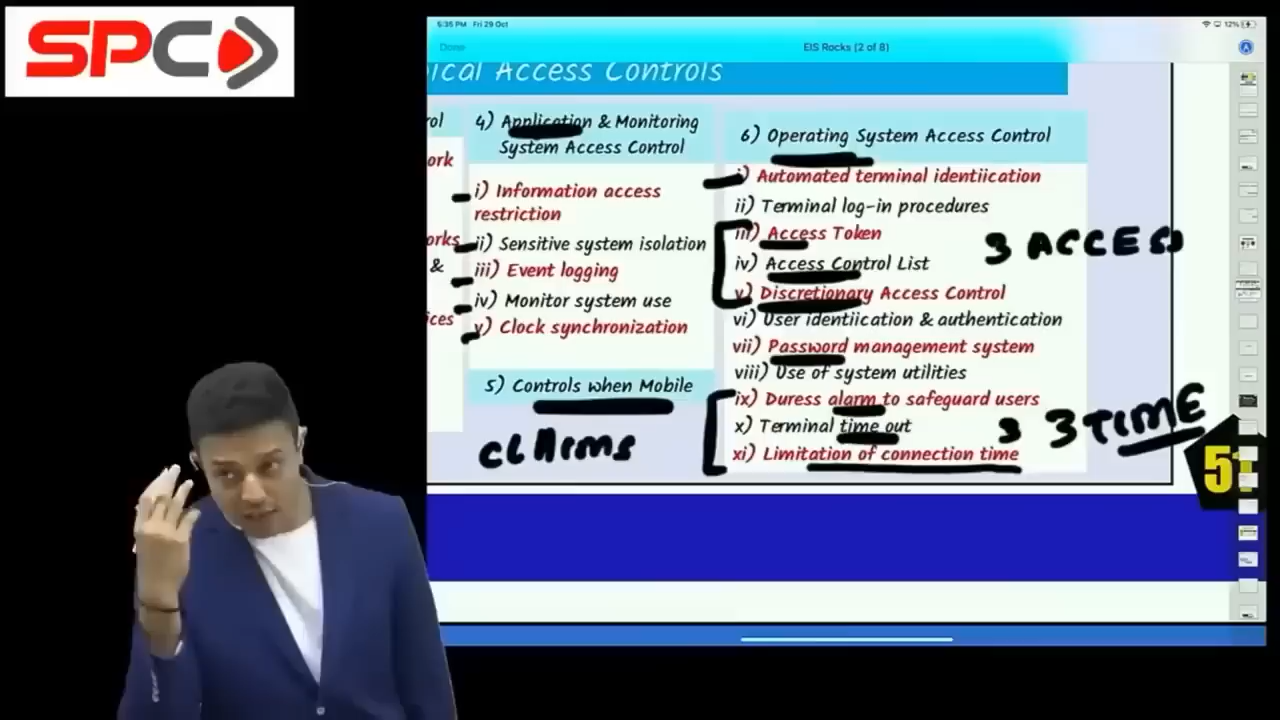 SPC
5:35 PM Fri 29 Oct
12%
Done
EIS Rocks (2 of 8)
ical Access Controls
rol
ork
orks
&
ices
4) Application & Monitoring
System Access Control
i) Information access
restriction
ii) Sensitive system isolation
iii) Event logging
iv) Monitor system use
v) Clock synchronization
5) Controls when Mobile
CLAIMS
6) Operating System Access Control
i) Automated terminal identiication
ii) Terminal log-in procedures
iii) Access Token
iv) Access Control List
v) Discretionary Access Control
vi) User identiication & authentication
vii) Password management system
viii) Use of system utilities
ix) Duress alarm to safeguard users
x) Terminal time out
xi) Limitation of connection time
3 ACCES
3 3 TIME